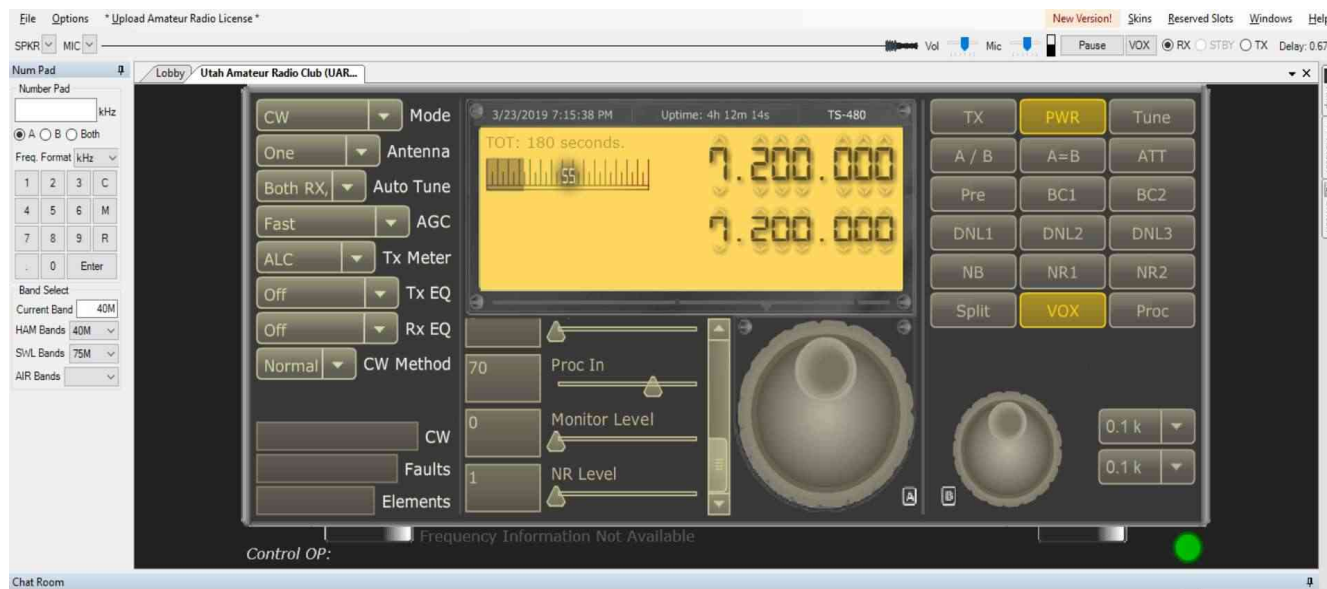 File Options * Upload Amateur Radio License * New Version! Skins Reserved Slots Windows Help
SPKR MIC Vol Mic Pause VOX RX STBY TX Delay: 0.67
Num Pad
Lobby Utah Amateur Radio Club (UAR...
Number Pad
kHz
A B Both
Freq. Format kHz
1 2 3 C
4 5 6 M
7 8 9 R
. 0 Enter
Band Select
Current Band 40M
HAM Bands 40M
SWL Bands 75M
AIR Bands
CW Mode
One Antenna
Both RX, Auto Tune
Fast AGC
ALC Tx Meter
Off Tx EQ
Off Rx EQ
Normal CW Method
CW
Faults
Elements
3/23/2019 7:15:38 PM Uptime: 4h 12m 14s TS-480
TOT: 180 seconds.
7.200.000
S5
7.200.000
70 Proc In
0 Monitor Level
1 NR Level
A B
TX PWR Tune
A / B A=B ATT
Pre BC1 BC2
DNL1 DNL2 DNL3
NB NR1 NR2
Split VOX Proc
0.1 k
0.1 k
Frequency Information Not Available
Control OP:
Chat Room